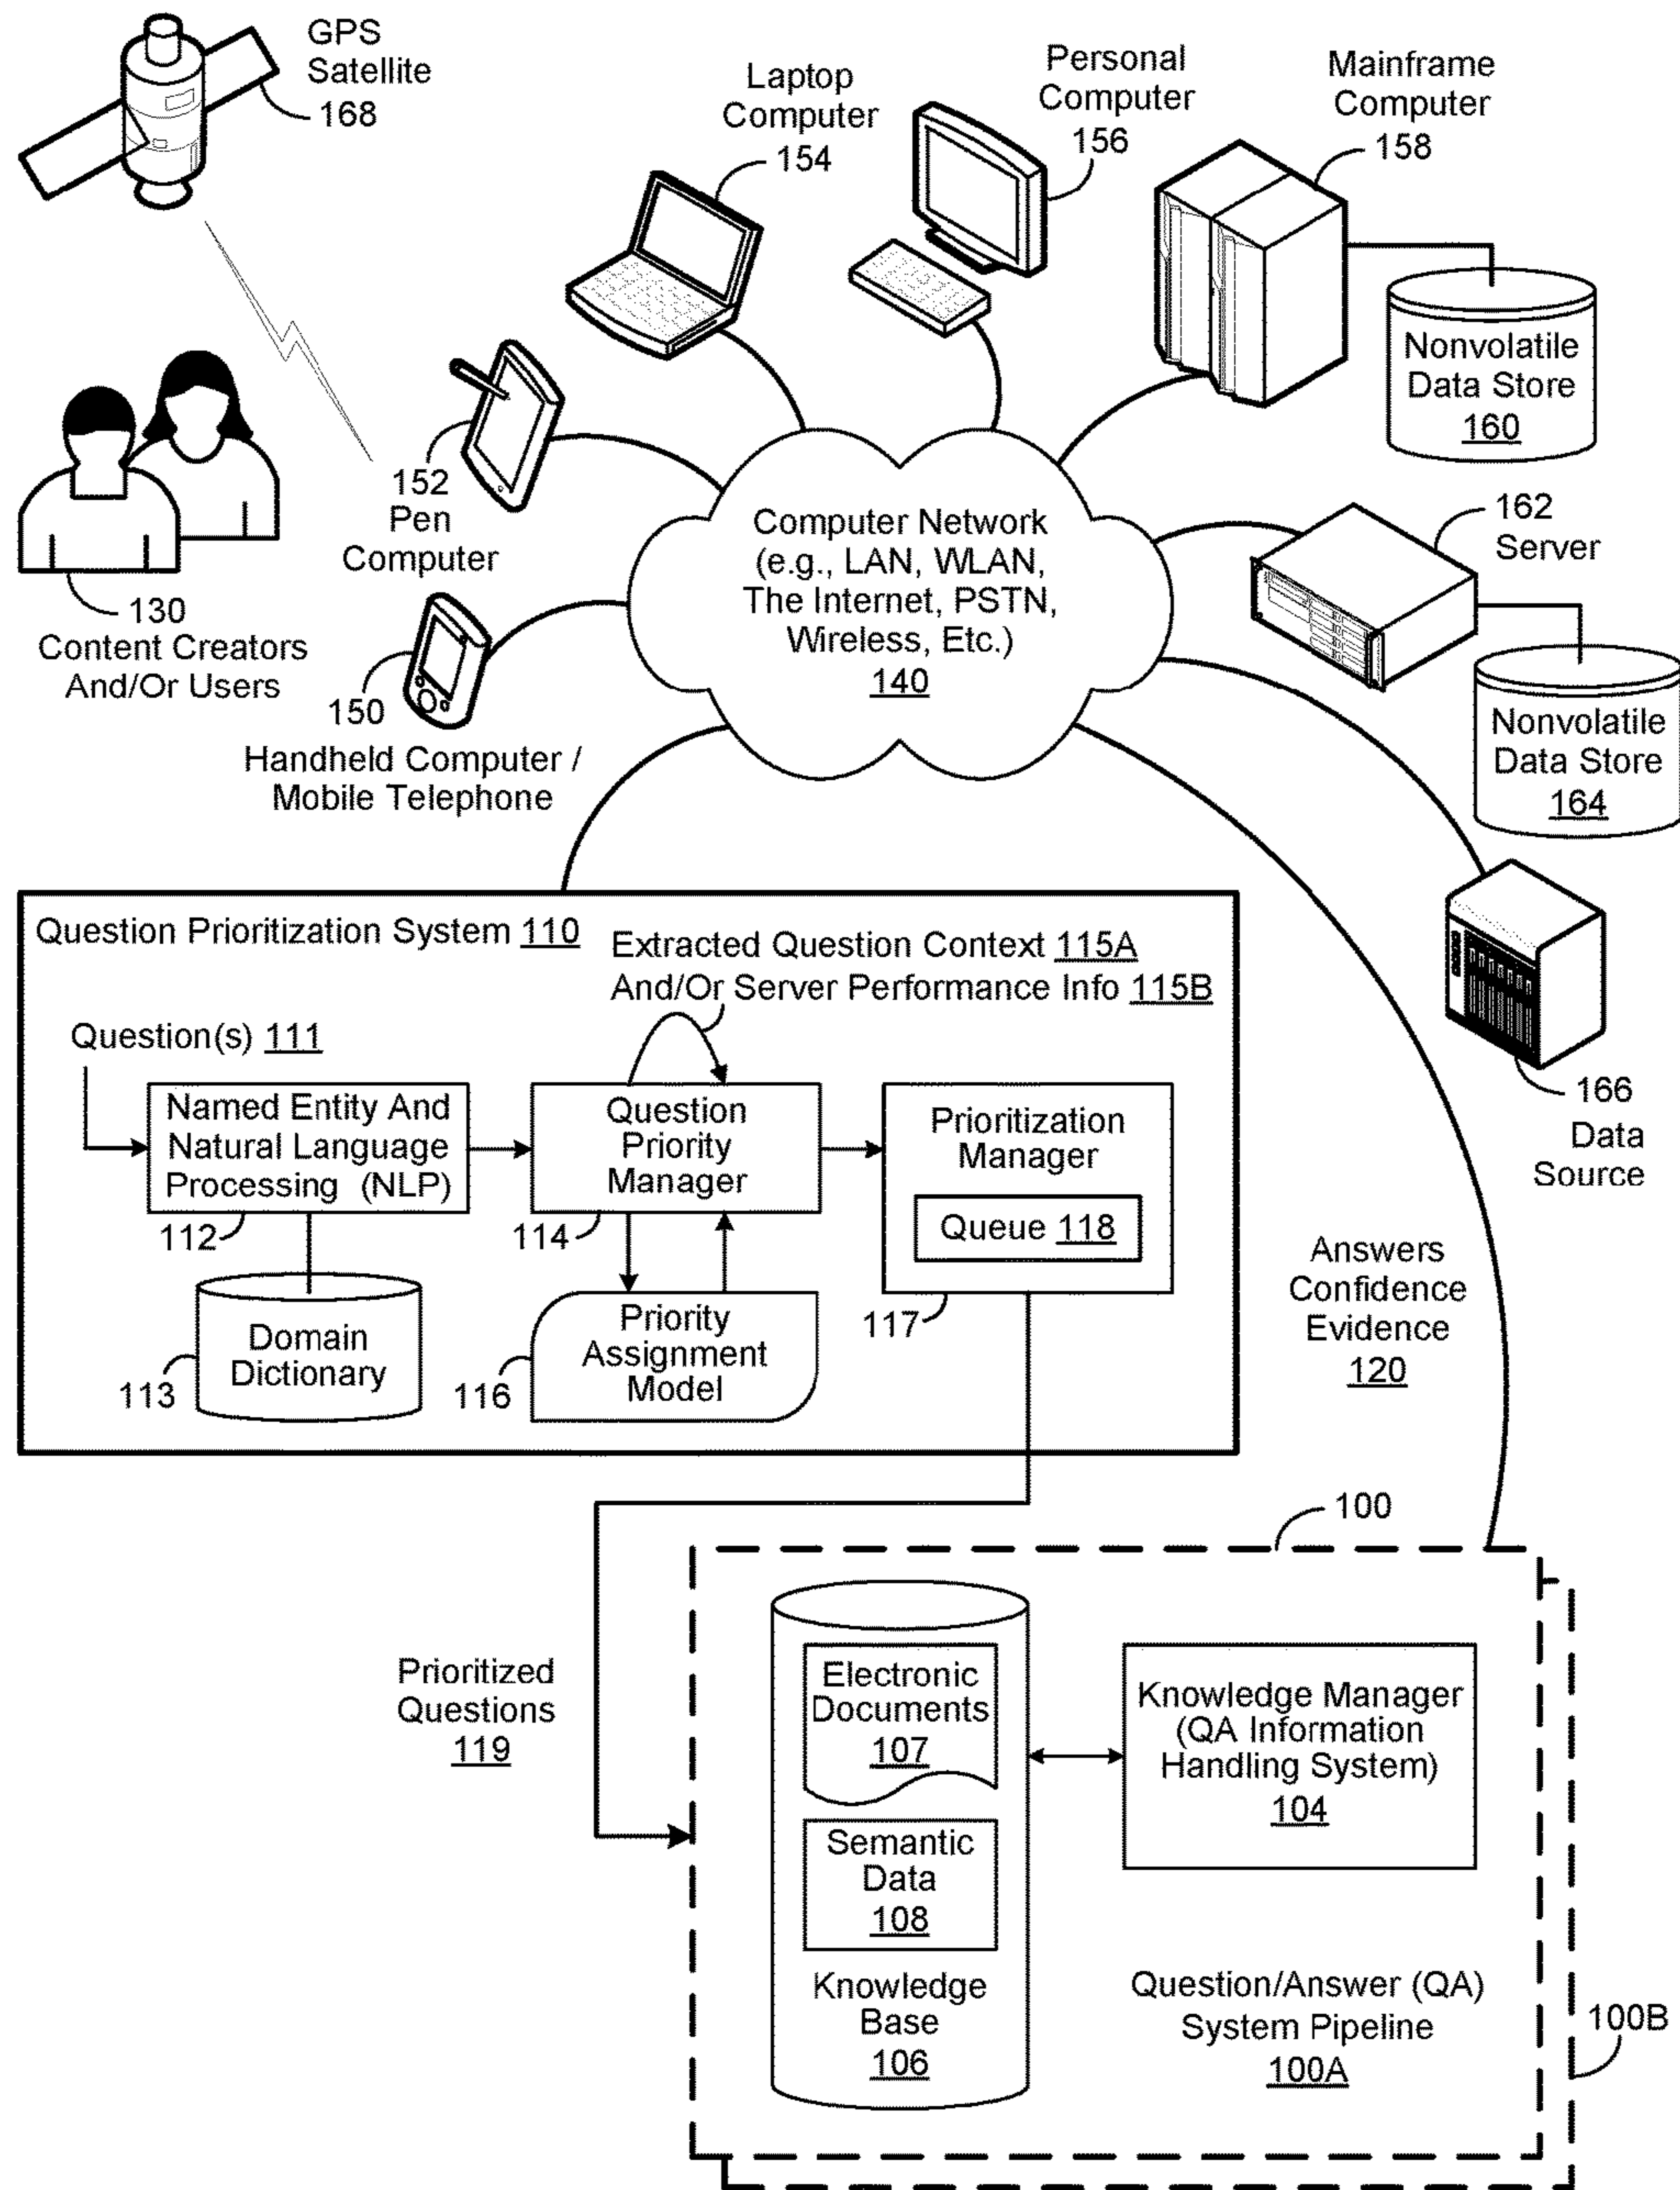 GPS
Satellite
168
Laptop
Computer
154
Personal
Computer
156
Mainframe
Computer
158
Nonvolatile
Data Store
160
130
Content Creators
And/Or Users
152
Pen
Computer
150
Handheld Computer /
Mobile Telephone
Computer Network
(e.g., LAN, WLAN,
The Internet, PSTN,
Wireless, Etc.)
140
162
Server
Nonvolatile
Data Store
164
166
Data
Source
Question Prioritization System 110
Extracted Question Context 115A
And/Or Server Performance Info 115B
Question(s) 111
Named Entity And
Natural Language
Processing (NLP)
112
Question
Priority
Manager
114
Prioritization
Manager
Queue 118
117
Domain
Dictionary
113
Priority
Assignment
Model
116
Answers
Confidence
Evidence
120
Prioritized
Questions
119
100
Electronic
Documents
107
Semantic
Data
108
Knowledge
Base
106
Knowledge Manager
(QA Information
Handling System)
104
Question/Answer (QA)
System Pipeline
100A
100B